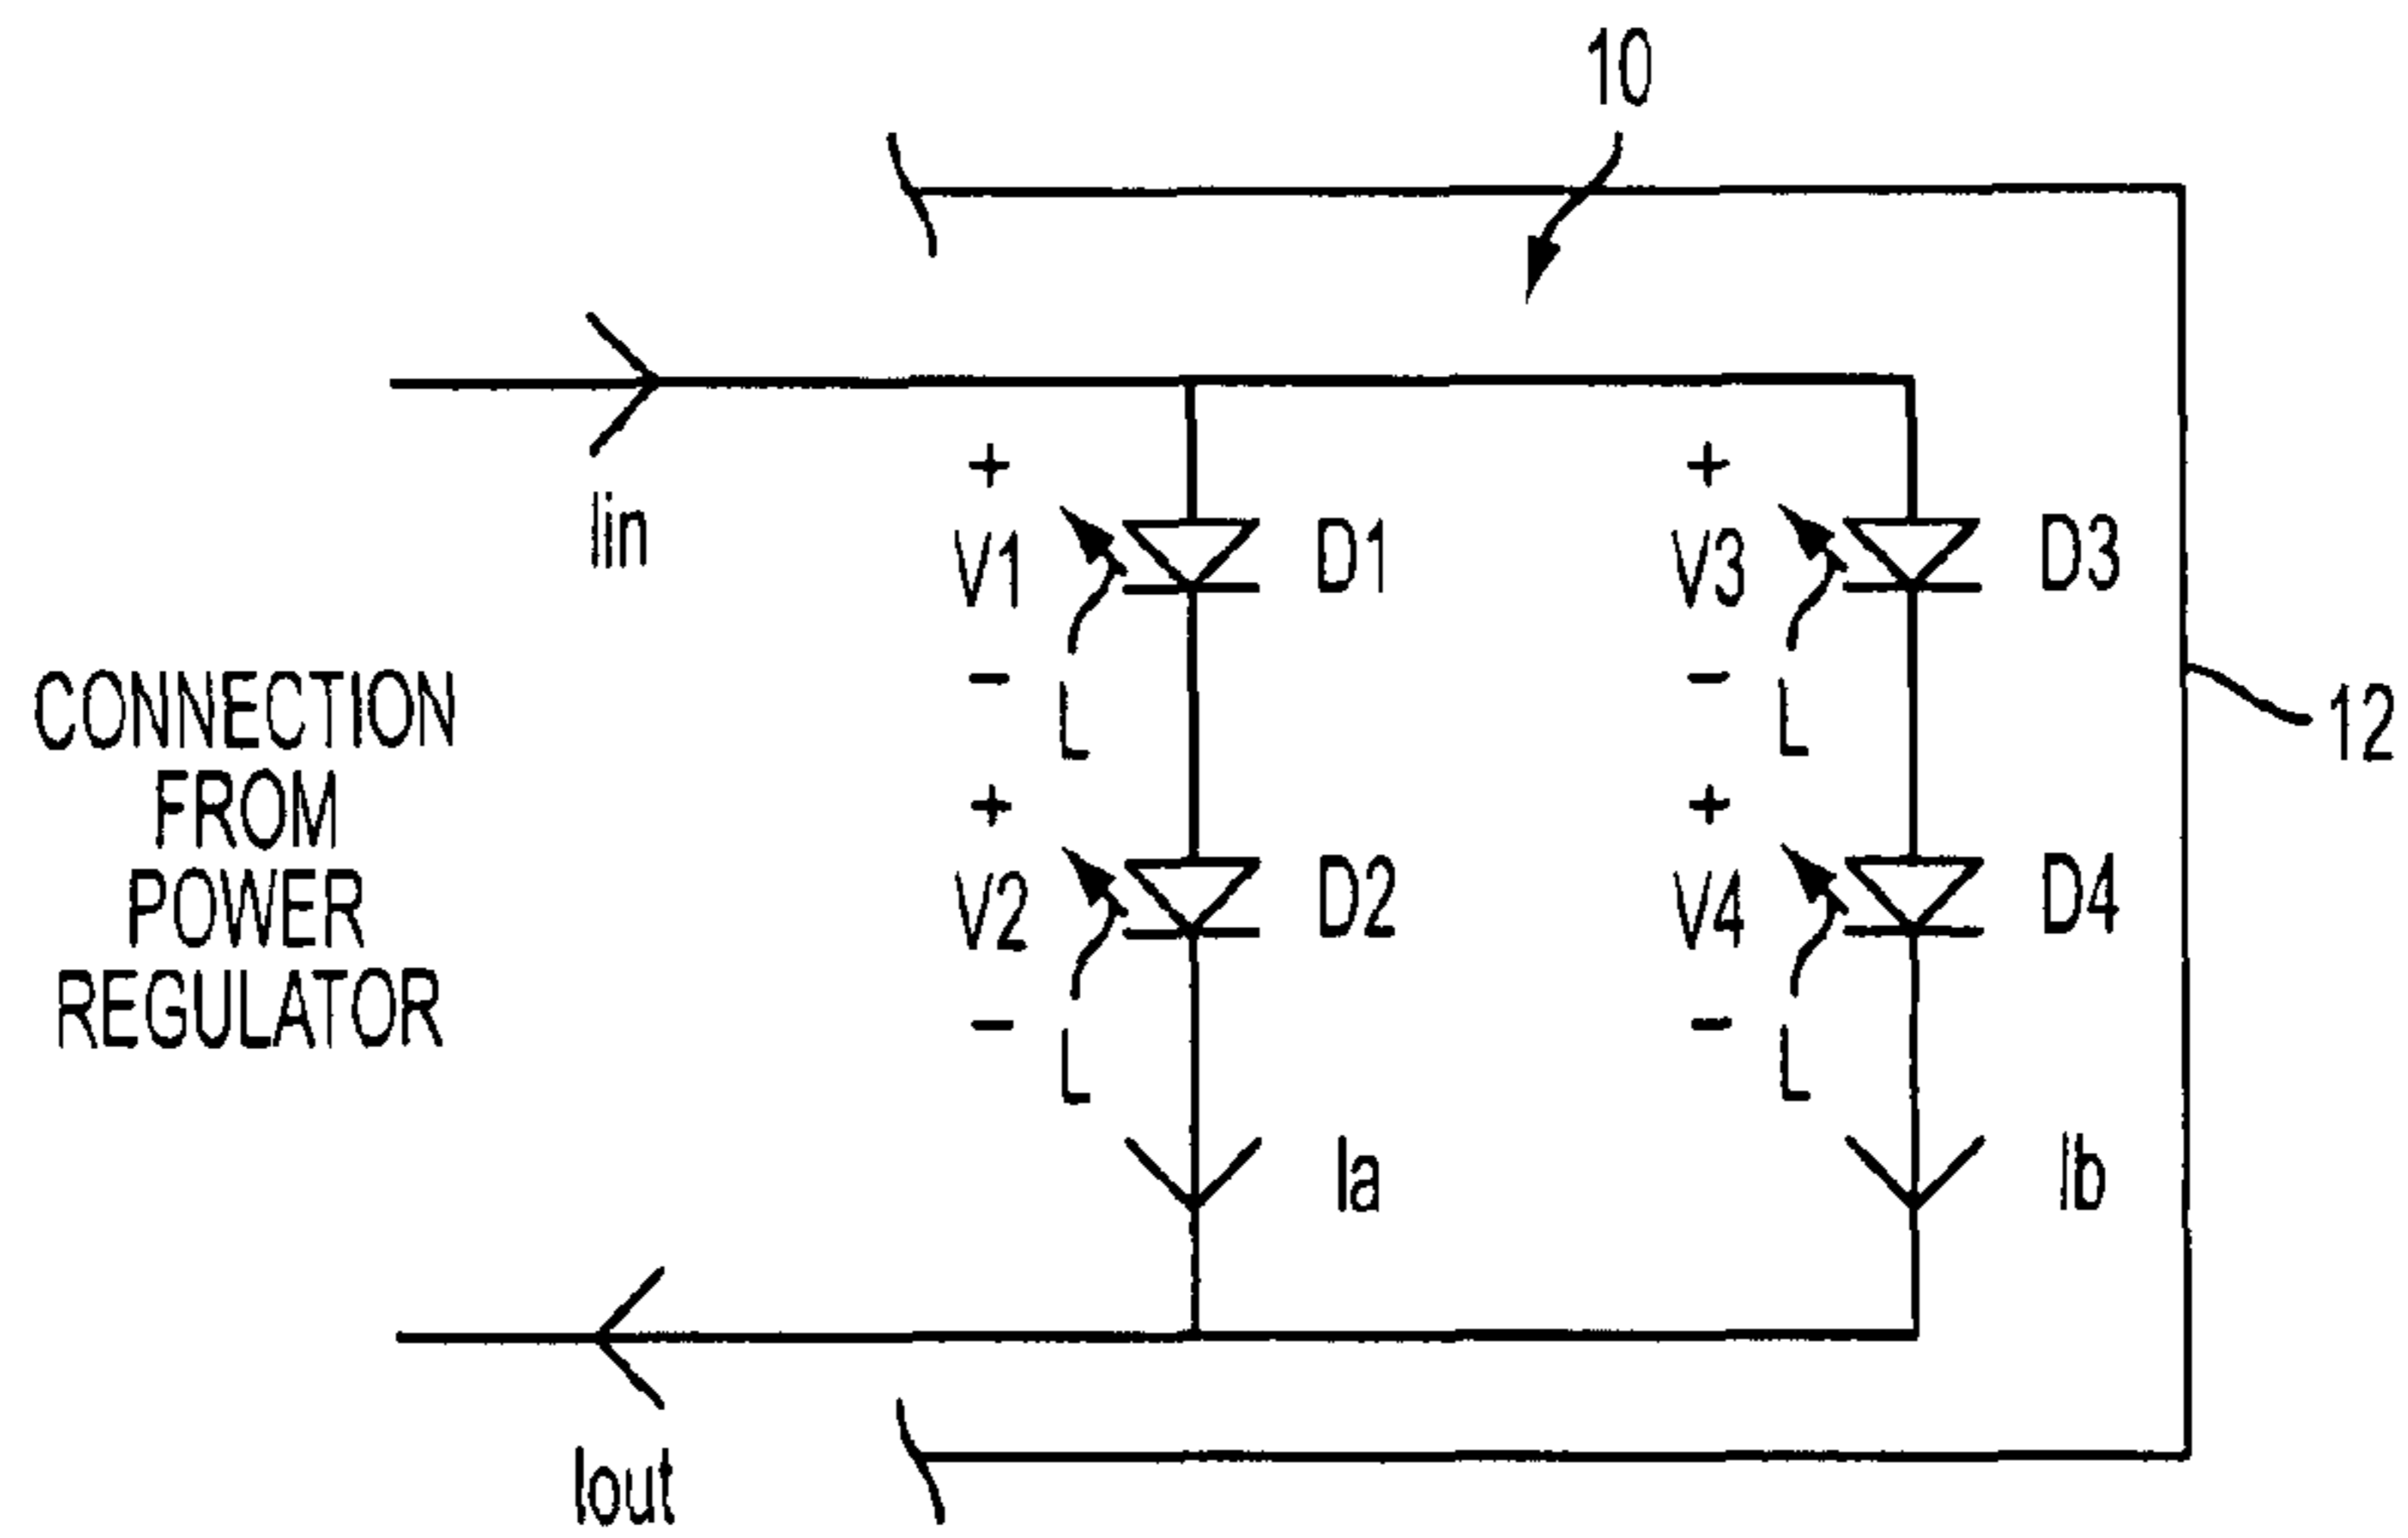 10
Iin
+
V1
−
L
D1
+
V3
−
L
D3
12
CONNECTION
FROM
POWER
REGULATOR
+
V2
−
L
D2
+
V4
−
L
D4
Ia
Ib
Iout